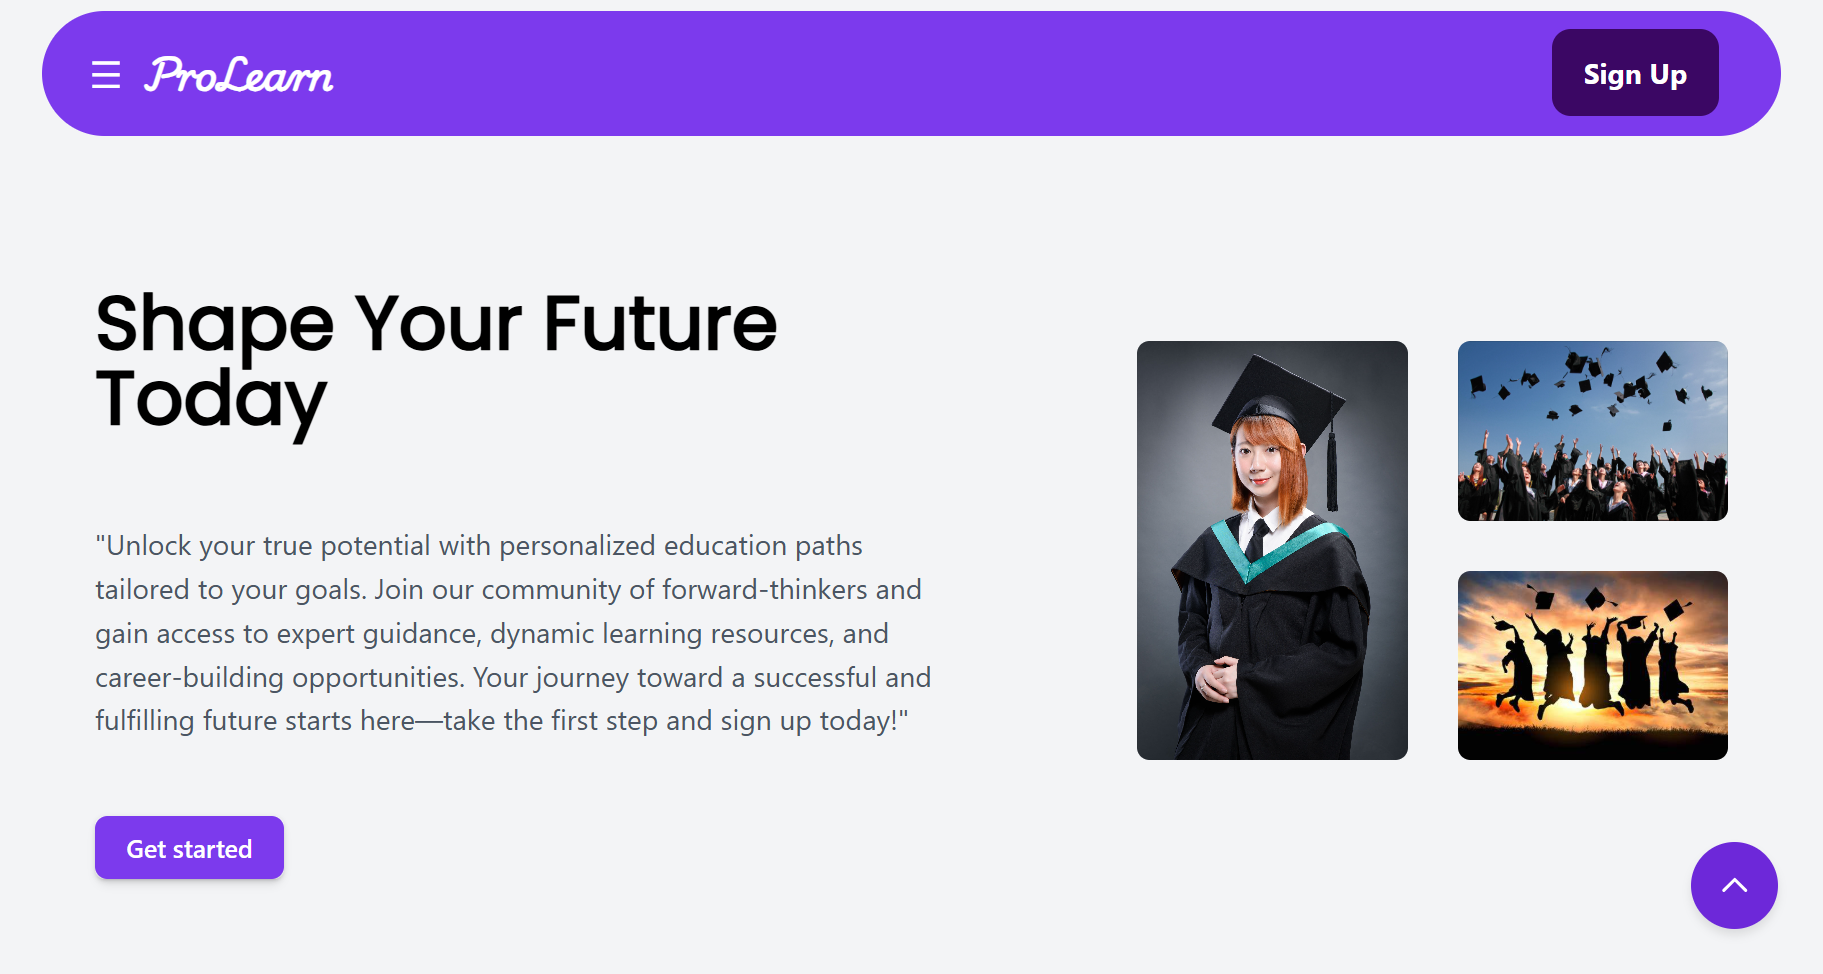 ProLearn
Sign Up
Shape Your Future
Today
"Unlock your true potential with personalized education paths
tailored to your goals. Join our community of forward-thinkers and
gain access to expert guidance, dynamic learning resources, and
career-building opportunities. Your journey toward a successful and
fulfilling future starts here—take the first step and sign up today!"
Get started